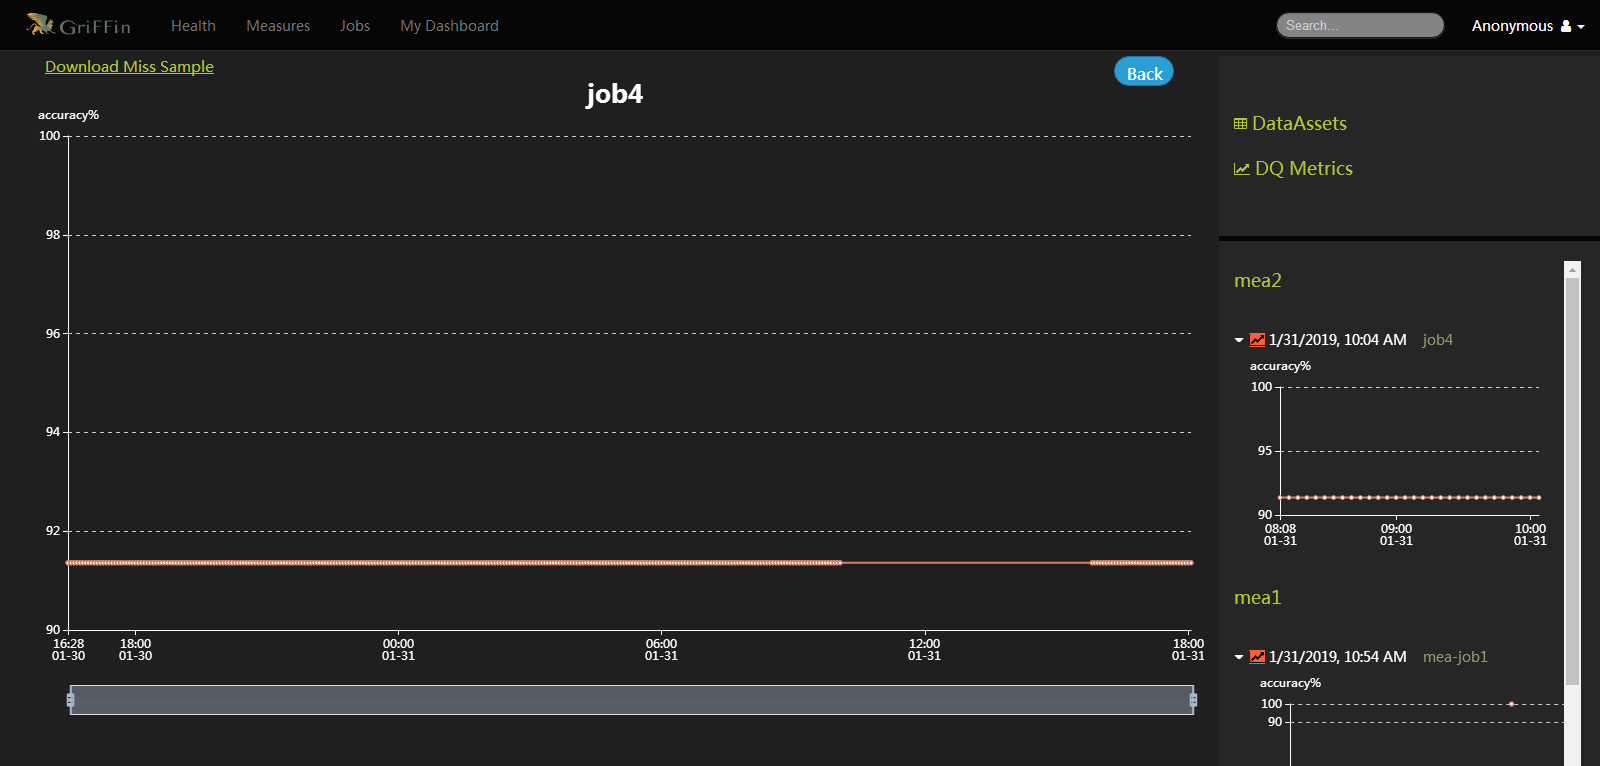 GriFFin Health Measures Jobs My Dashboard Search... Anonymous
Download Miss Sample
Back
job4
accuracy%
100
98
96
94
92
90
16:28 18:00 00:00 06:00 12:00 18:00
01-30 01-30 01-31 01-31 01-31 01-31
DataAssets
DQ Metrics
mea2
1/31/2019, 10:04 AM job4
accuracy%
100
95
90
08:08 09:00 10:00
01-31 01-31 01-31
mea1
1/31/2019, 10:54 AM mea-job1
accuracy%
100
90